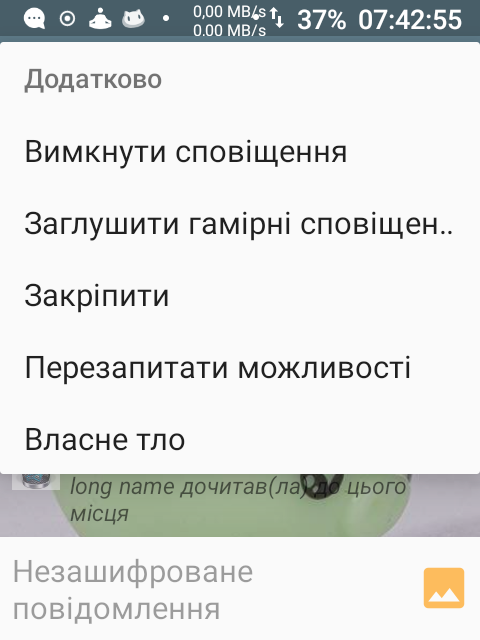 0,00 MB/s
0.00 MB/s
37% 07:42:55
Додатково
Вимкнути сповіщення
Заглушити гамірні сповіщен..
Закріпити
Перезапитати можливості
Власне тло
long name дочитав(ла) до цього
місця
Незашифроване
повідомлення